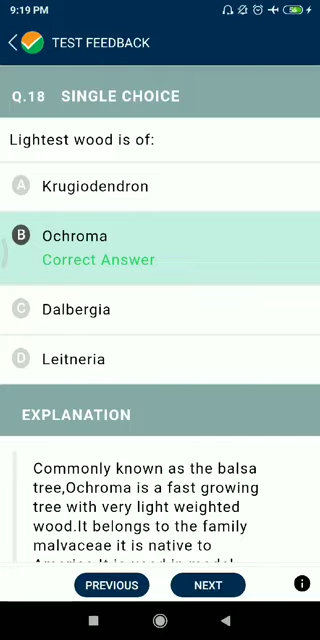 9:19 PM
56
TEST FEEDBACK
Q.18 SINGLE CHOICE
Lightest wood is of:
A Krugiodendron
B Ochroma
Correct Answer
C Dalbergia
D Leitneria
EXPLANATION
Commonly known as the balsa
tree,Ochroma is a fast growing
tree with very light weighted
wood.It belongs to the family
malvaceae it is native to
PREVIOUS NEXT